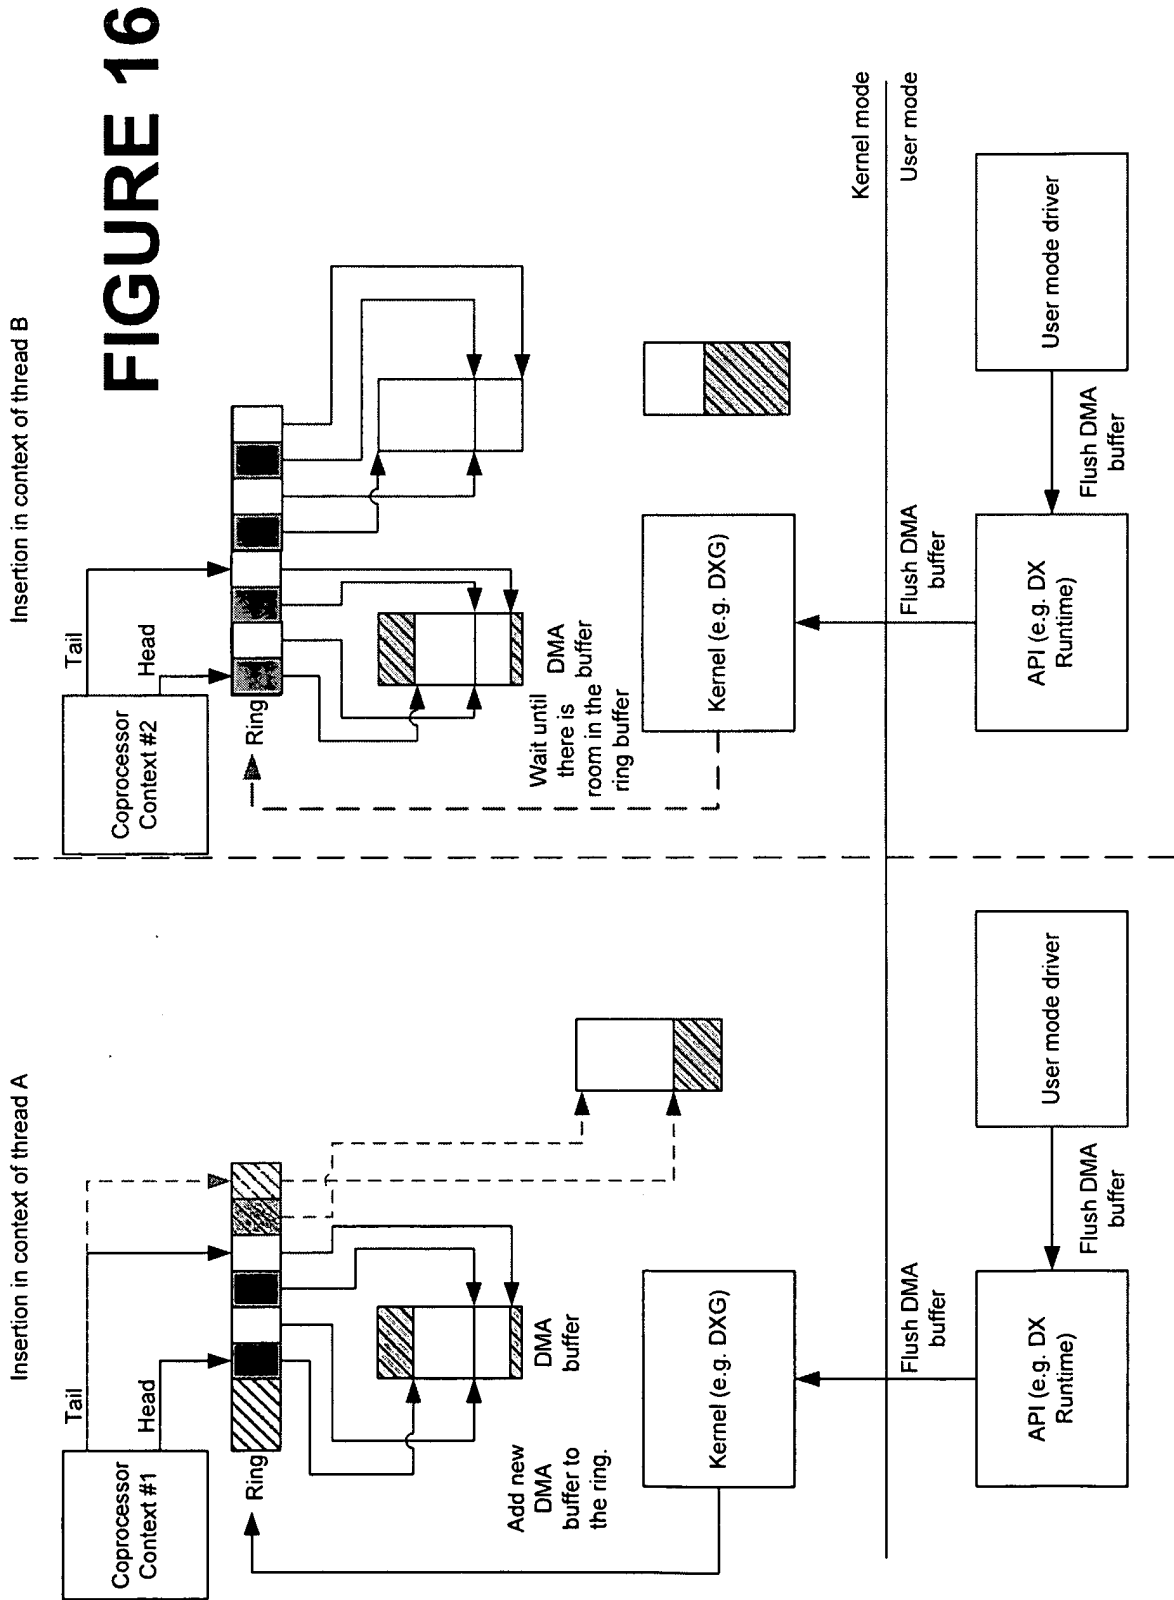 FIGURE 16
Insertion in context of thread A
Coprocessor
Context #1
Tail
Head
Ring
Add new
DMA
buffer to
the ring.
DMA
buffer
Kernel (e.g. DXG)
Flush DMA
buffer
API (e.g. DX
Runtime)
Flush DMA
buffer
User mode driver
Insertion in context of thread B
Coprocessor
Context #2
Tail
Head
Ring
Wait until
there is
room in the
ring buffer
DMA
buffer
Kernel (e.g. DXG)
Kernel mode
User mode
Flush DMA
buffer
API (e.g. DX
Runtime)
Flush DMA
buffer
User mode driver